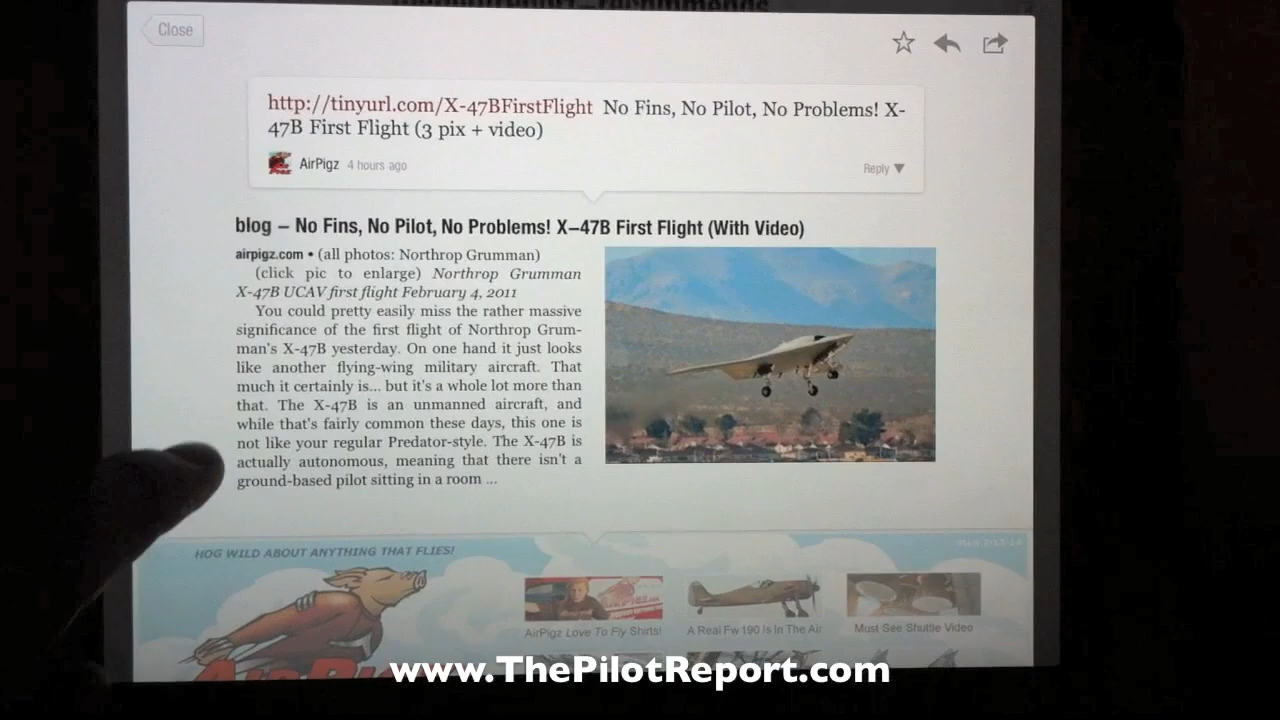 Close
http://tinyurl.com/X-47BFirstFlight No Fins, No Pilot, No Problems! X-
47B First Flight (3 pix + video)
AirPigz 4 hours ago
Reply ▼
blog – No Fins, No Pilot, No Problems! X–47B First Flight (With Video)
airpigz.com • (all photos: Northrop Grumman)
(click pic to enlarge) Northrop Grumman
X-47B UCAV first flight February 4, 2011
You could pretty easily miss the rather massive
significance of the first flight of Northrop Grum-
man's X-47B yesterday. On one hand it just looks
like another flying-wing military aircraft. That
much it certainly is... but it's a whole lot more than
that. The X-47B is an unmanned aircraft, and
while that's fairly common these days, this one is
not like your regular Predator-style. The X-47B is
actually autonomous, meaning that there isn't a
ground-based pilot sitting in a room ...
HOG WILD ABOUT ANYTHING THAT FLIES!
AirPigz Love To Fly Shirts!
A Real Fw 190 Is In The Air
Must See Shuttle Video
www.ThePilotReport.com